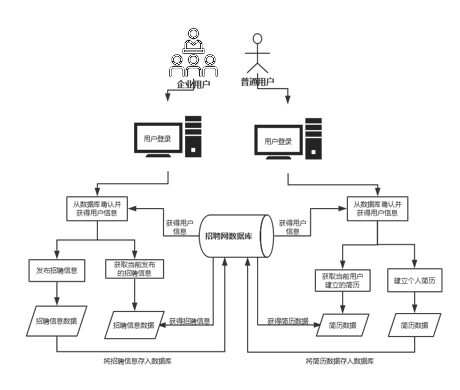 企业用户
普通用户
用户登录
用户登录
从数据库确认并
获得用户信息
获得用户
信息
招聘网数据库
获得用户
信息
从数据库确认并
获得用户信息
发布招聘信息
获取当前发布
的招聘信息
获取当前用户
建立的简历
建立个人简历
招聘信息数据
招聘信息数据
获得招聘信息
获得简历数据
简历数据
简历数据
将招聘信息存入数据库
将简历数据存入数据库